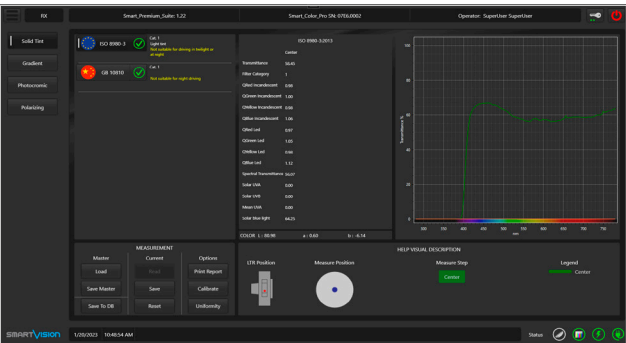 RX
Smart_Premium_Suite: 1.22
Smart_Color_Pro SN: 07E6.0002
Operator: SuperUser SuperUser
Solid Tint
Gradient
Photocromic
Polarizing
ISO 8980-3
Cat. 1
Light tint
Not suitable for driving in twilight or
at night
GB 10810
Cat. 1
Not suitable for night driving
ISO 8980-3:2013
Center
Transmittance
Filter Category 1
QRed Incandescent 0.98
QGreen Incandescent 1.00
QYellow Incandescent 0.98
QBlue Incandescent 1.06
QRed Led 0.97
QGreen Led 1.03
QYellow Led 0.98
QBlue Led 1.12
Spectral Transmittance 56.07
Solar UVA 0.00
Solar UVB 0.00
Mean UVA 0.00
Solar blue light 64.23
COLOR L : 80.98 a : 0.60 b : -6.14
Transmittance %
100
80
60
40
20
0
300 350 400 450 500 550 600 650 700 750
nm
MEASUREMENT
Master Current Options
Load Read Print Report
Save Master Save Calibrate
Save To DB Reset Uniformity
HELP VISUAL DESCRIPTION
LTR Position Measure Position Measure Step Legend
Center
Center
SMARTVISION
1/20/2023 10:48:54 AM
Status